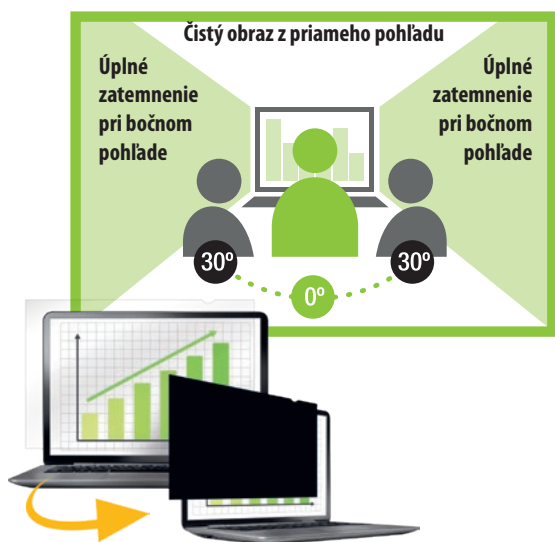 Čistý obraz z priameho pohľadu
Úplné
zatemnenie
pri bočnom
pohľade
Úplné
zatemnenie
pri bočnom
pohľade
30º
0º
30º